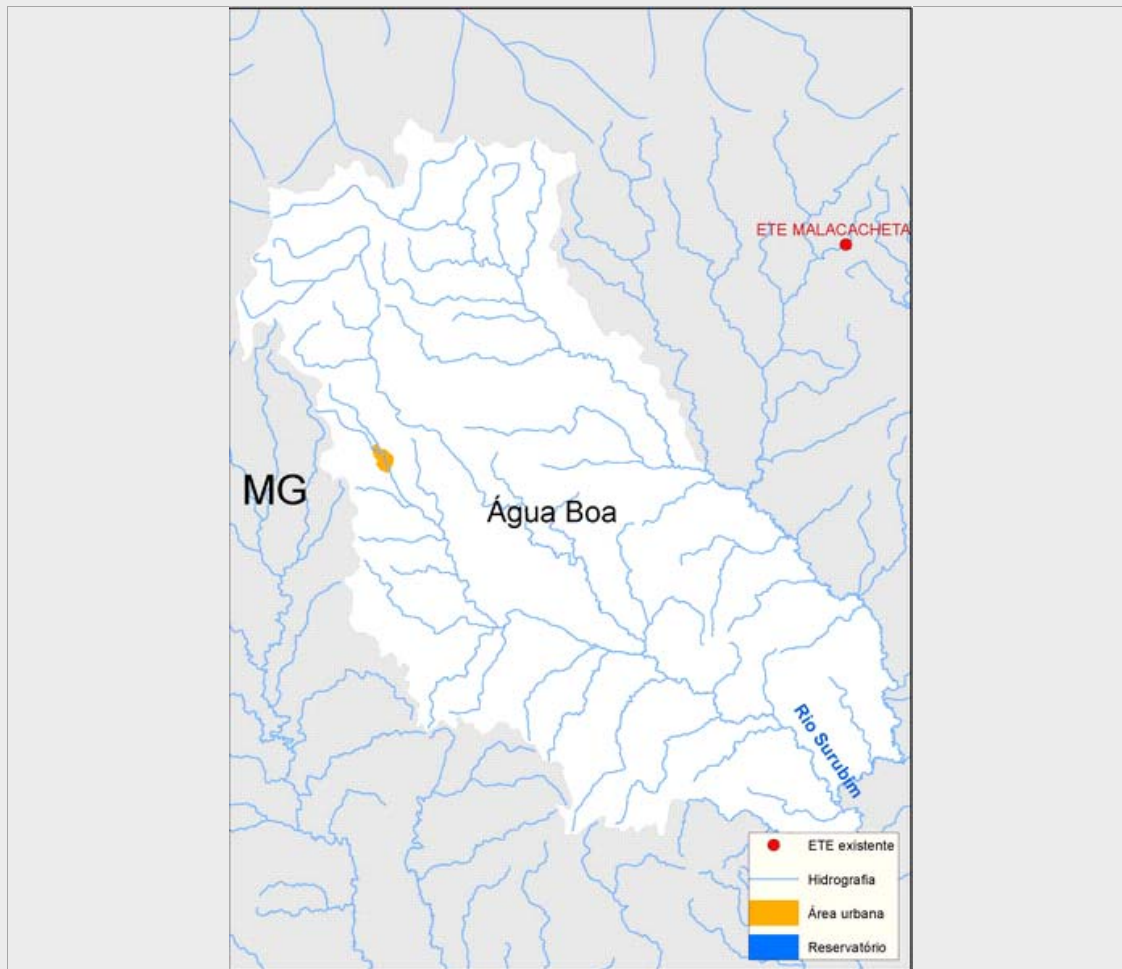 ETE MALACACHETA
MG
Água Boa
Rio Surubim
ETE existente
Hidrografia
Área urbana
Reservatório